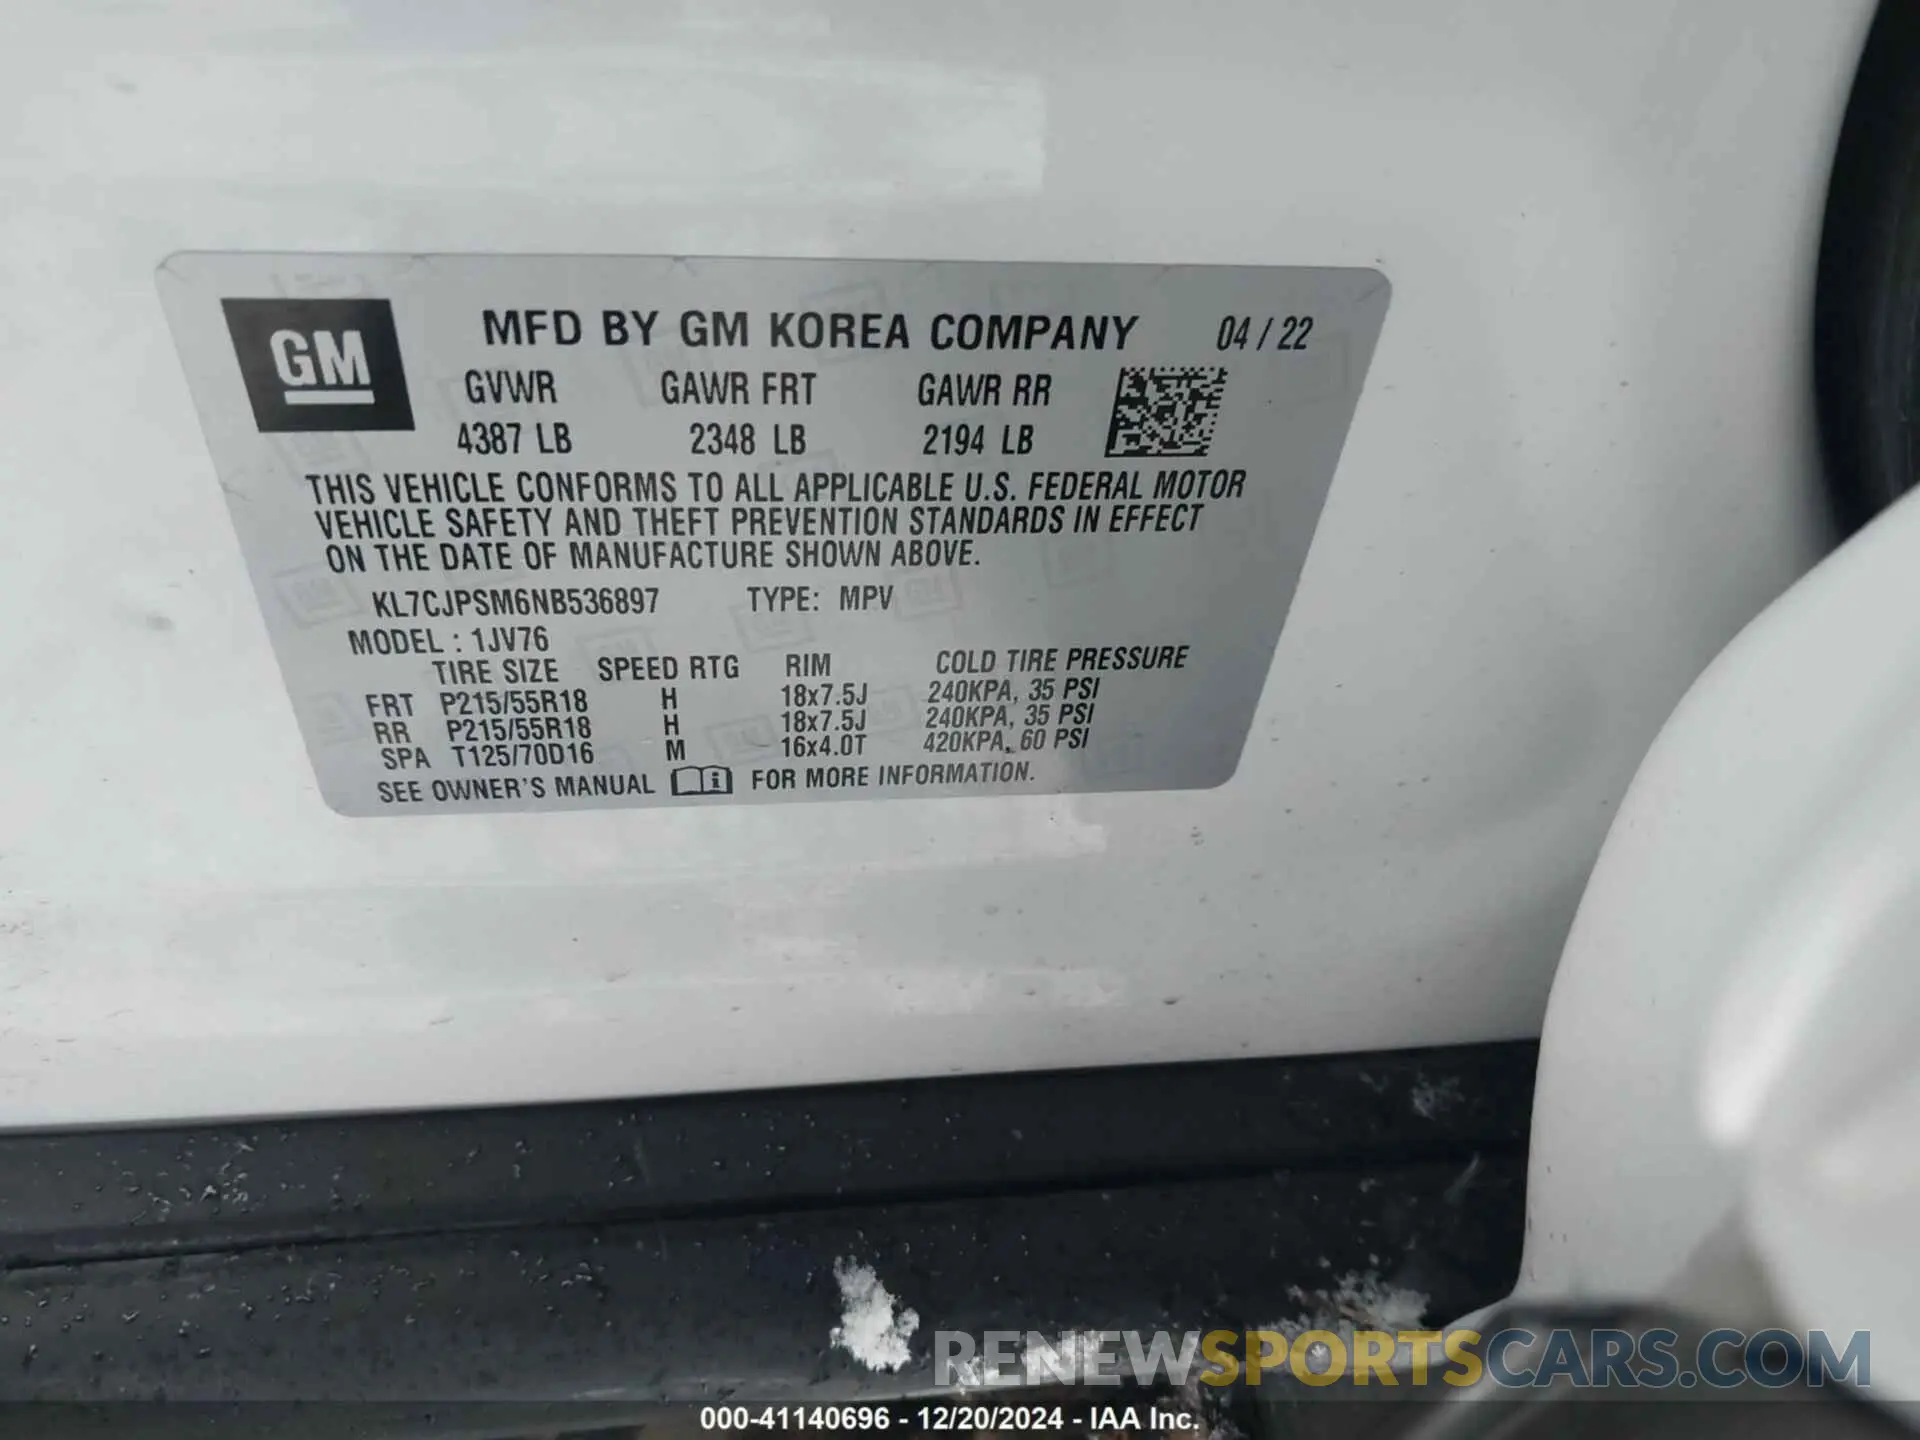 GM
MFD BY GM KOREA COMPANY 04 / 22
GVWR GAWR FRT GAWR RR
4387 LB 2348 LB 2194 LB
THIS VEHICLE CONFORMS TO ALL APPLICABLE U.S. FEDERAL MOTOR
VEHICLE SAFETY AND THEFT PREVENTION STANDARDS IN EFFECT
ON THE DATE OF MANUFACTURE SHOWN ABOVE.
KL7CJPSM6NB536897 TYPE: MPV
MODEL : 1JV76
TIRE SIZE SPEED RTG RIM COLD TIRE PRESSURE
FRT P215/55R18 H 18x7.5J 240KPA, 35 PSI
RR P215/55R18 H 18x7.5J 240KPA, 35 PSI
SPA T125/70D16 M 16x4.0T 420KPA, 60 PSI
SEE OWNER'S MANUAL FOR MORE INFORMATION.
RENEWSPORTSCARS.COM
000-41140696 - 12/20/2024 - IAA Inc.